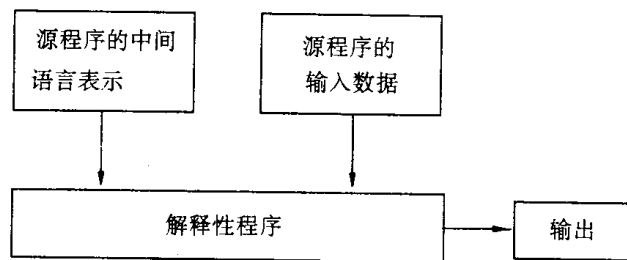 源程序的中间
语言表示
源程序的
输入数据
解释性程序
输出